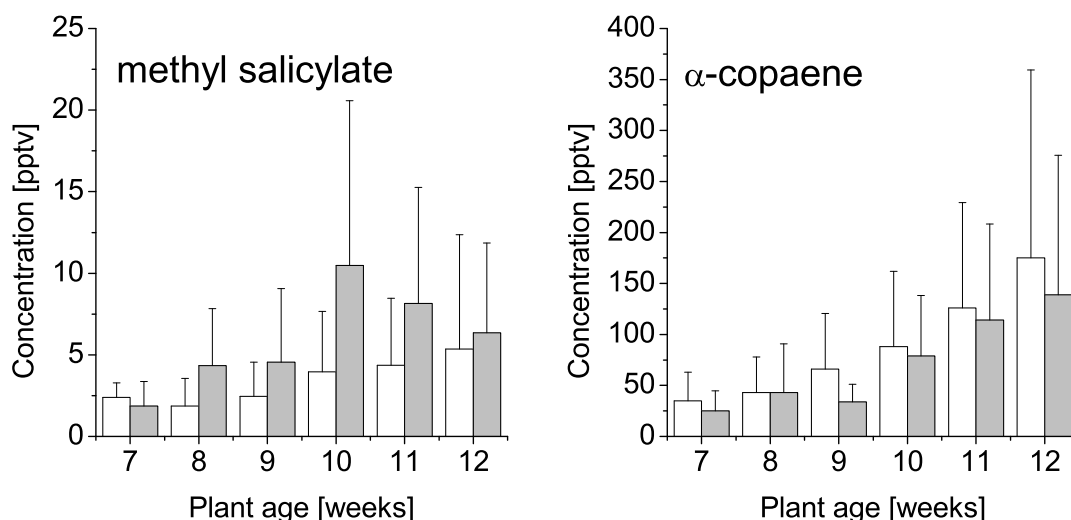 methyl salicylate
Concentration [pptv]
25
20
15
10
5
0
7 8 9 10 11 12
Plant age [weeks]
α-copaene
Concentration [pptv]
400
350
300
250
200
150
100
50
0
7 8 9 10 11 12
Plant age [weeks]